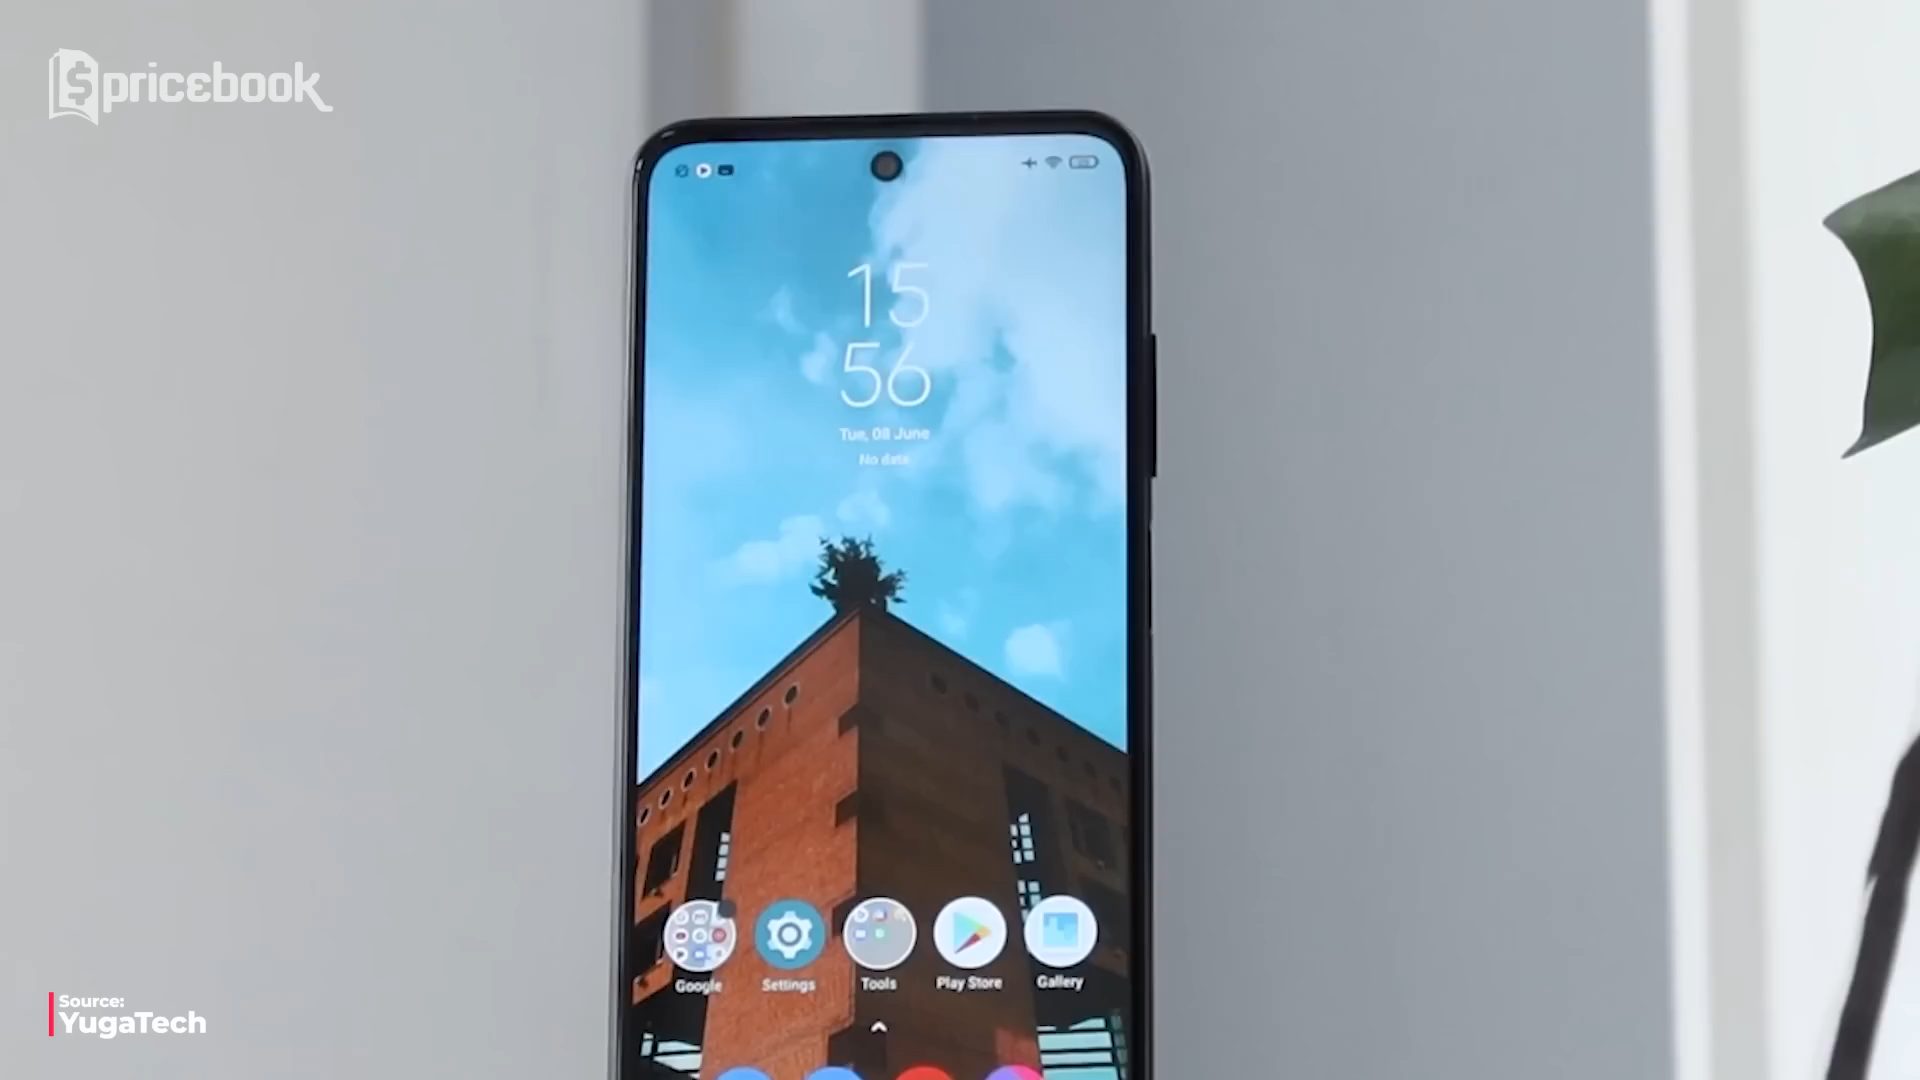 pricebook
15
56
Tue, 08 June
No data
Google
Settings
Tools
Play Store
Gallery
Source:
YugaTech